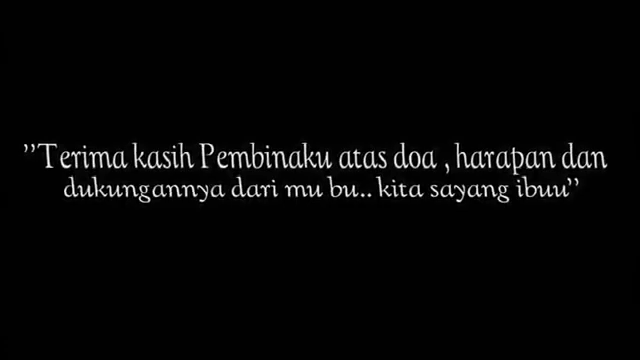 "Terima kasih Pembinaku atas doa , harapan dan
dukungannya dari mu bu.. kita sayang ibuu"